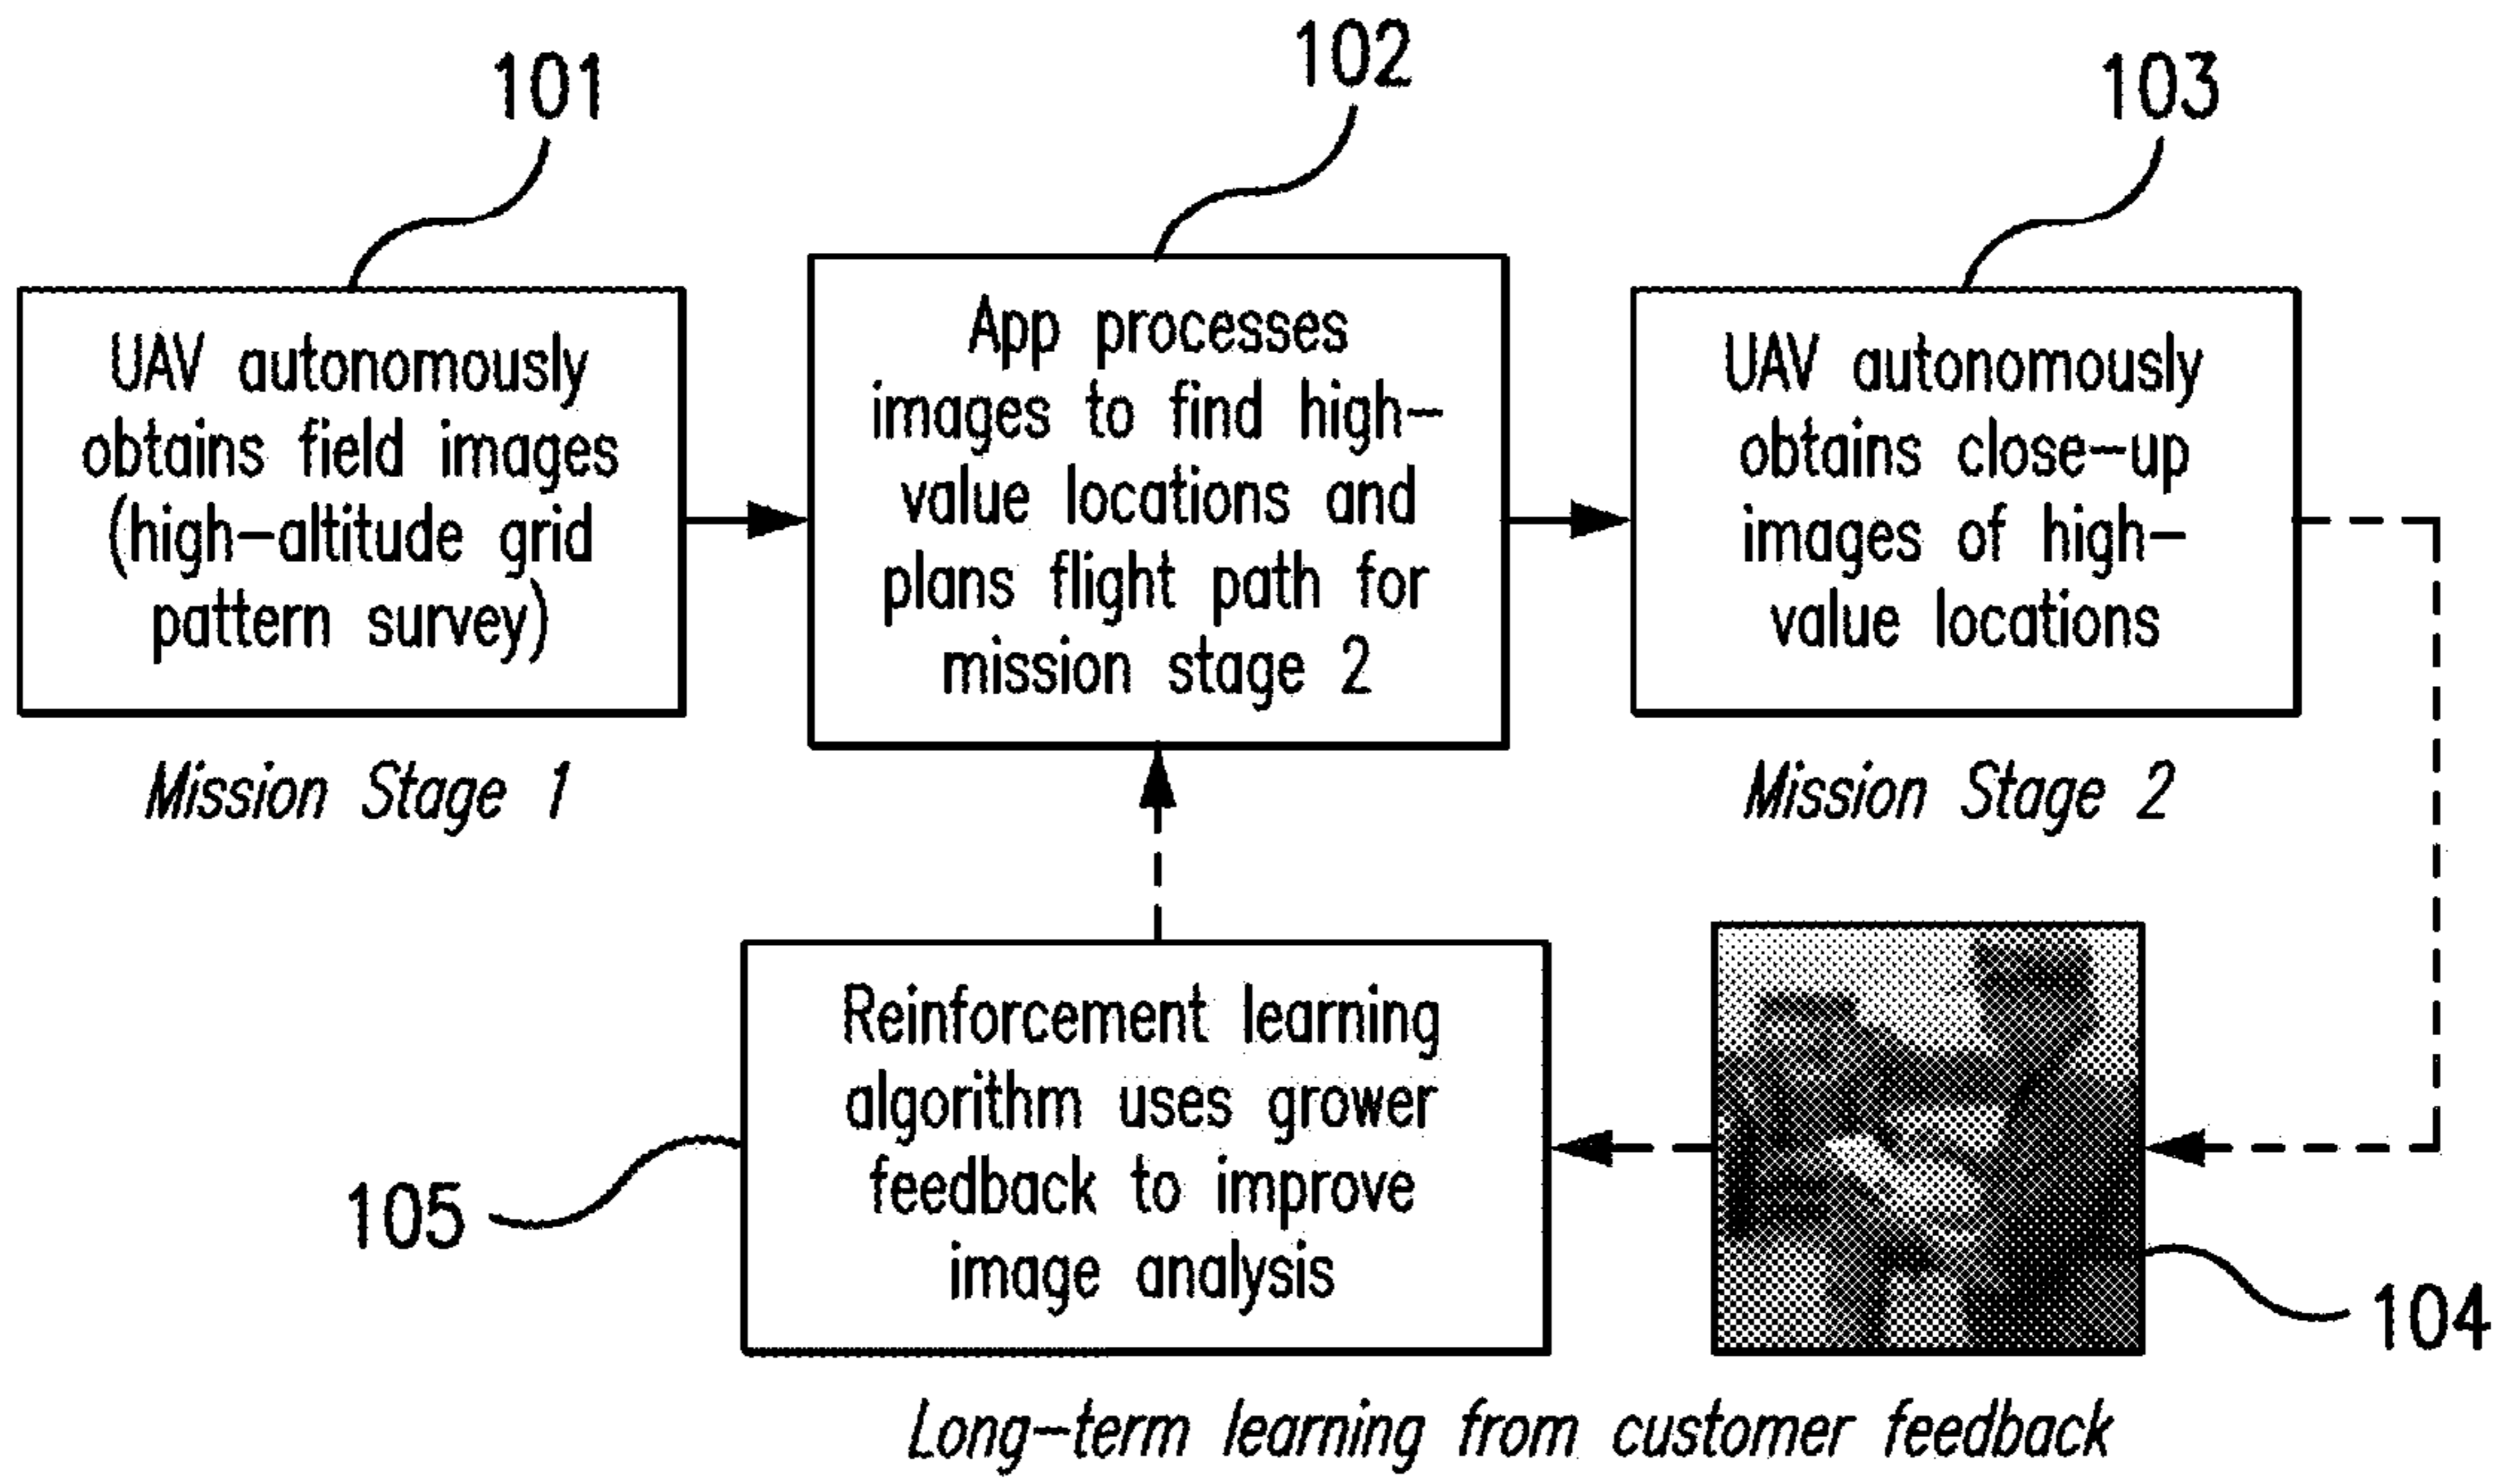 101
102
103
UAV autonomously
obtains field images
(high-altitude grid
pattern survey)
App processes
images to find high-
value locations and
plans flight path for
mission stage 2
UAV autonomously
obtains close-up
images of high-
value locations
Mission Stage 1
Mission Stage 2
Reinforcement learning
algorithm uses grower
feedback to improve
image analysis
105
104
Long-term learning from customer feedback